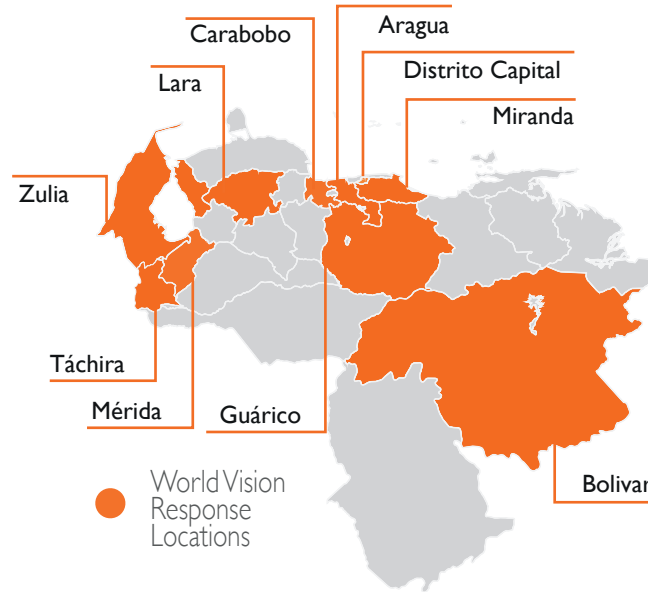 Aragua
Carabobo
Distrito Capital
Lara
Miranda
Zulia
Táchira
Mérida
Guárico
Bolivar
World Vision
Response
Locations